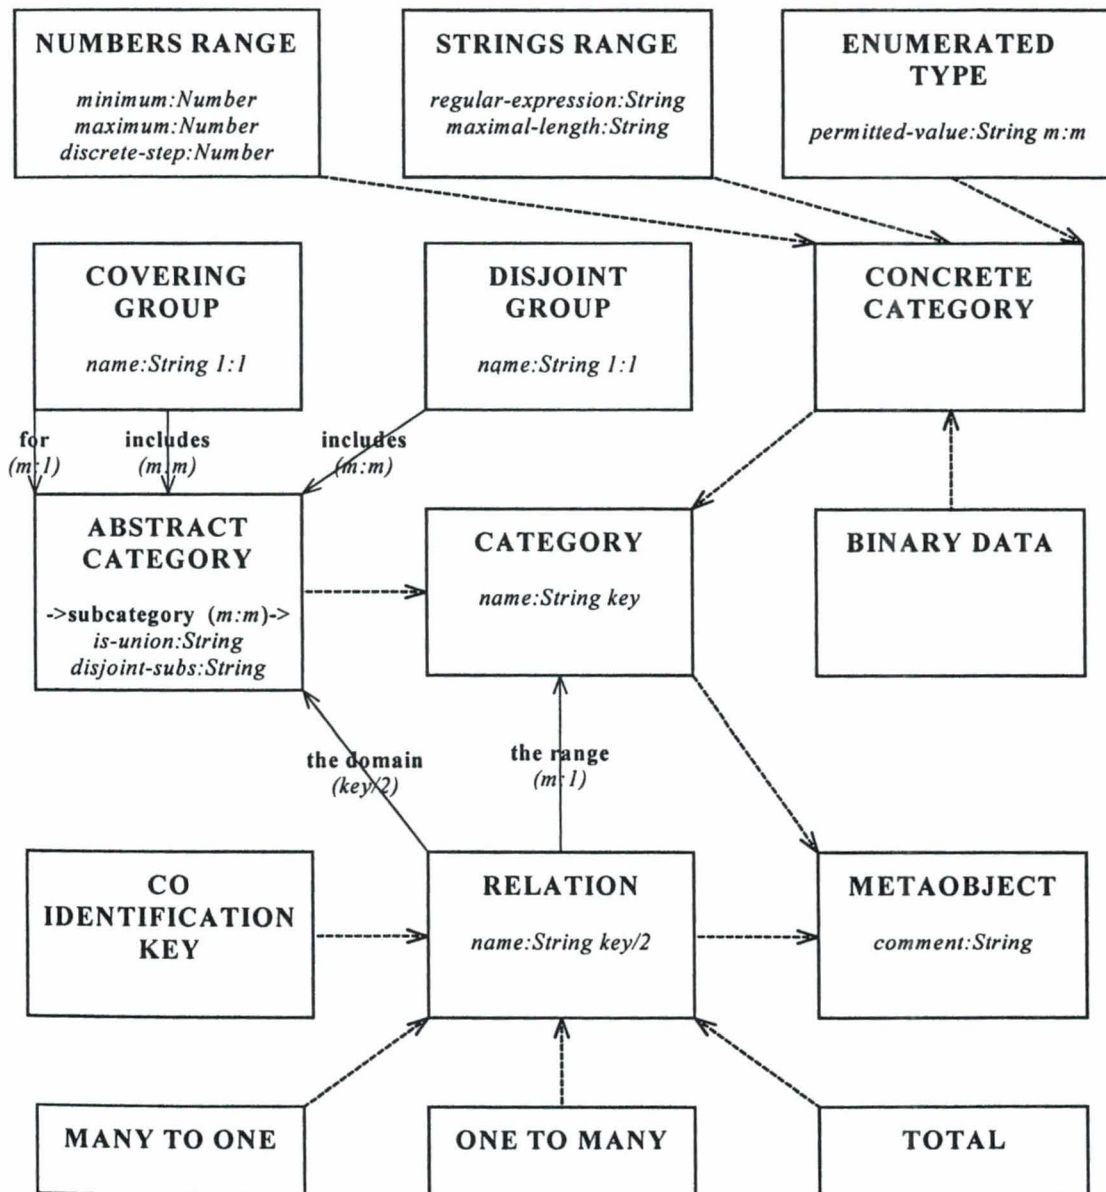 NUMBERS RANGE
minimum:Number
maximum:Number
discrete-step:Number
STRINGS RANGE
regular-expression:String
maximal-length:String
ENUMERATED
TYPE
permitted-value:String m:m
COVERING
GROUP
name:String 1:1
DISJOINT
GROUP
name:String 1:1
CONCRETE
CATEGORY
for
(m:1)
includes
(m:m)
includes
(m:m)
ABSTRACT
CATEGORY
->subcategory (m:m)->
is-union:String
disjoint-subs:String
CATEGORY
name:String key
BINARY DATA
the domain
(key/2)
the range
(m:1)
CO
IDENTIFICATION
KEY
RELATION
name:String key/2
METAOBJECT
comment:String
MANY TO ONE
ONE TO MANY
TOTAL